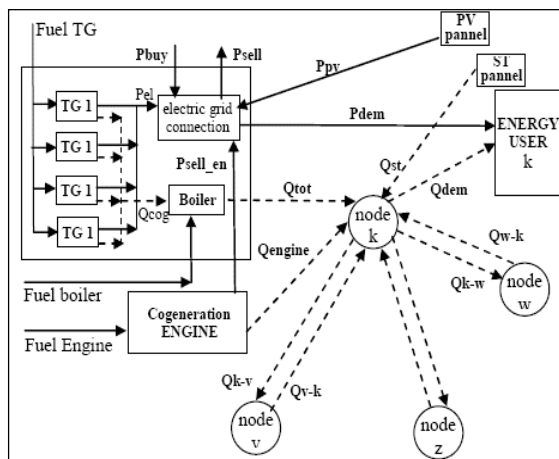 Fuel TG
Pbuy
Psell
PV
pannel
Ppv
ST
pannel
TG 1
Pel
electric grid
connection
Pdem
ENERGY
USER
k
TG 1
Psell_en
Qst
Qdem
TG 1
Qcog
Boiler
Qtot
node
k
TG 1
Qengine
Qw-k
Qk-w
node
w
Fuel boiler
Cogeneration
ENGINE
Fuel Engine
Qk-v
Qv-k
node
v
node
z